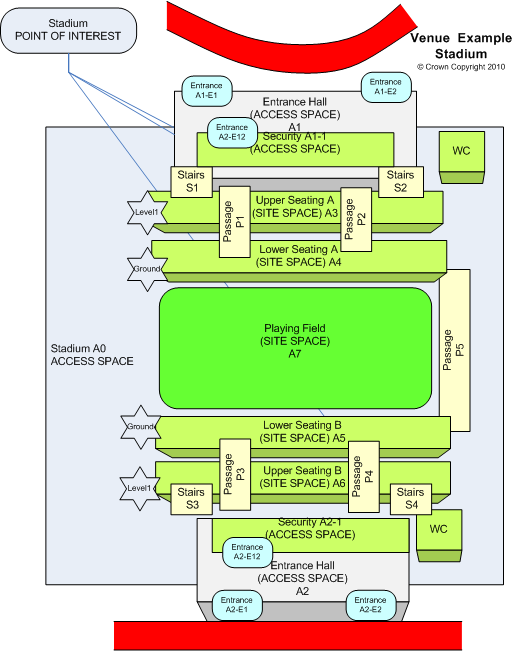 Stadium
POINT OF INTEREST
Venue Example
Stadium
© Crown Copyright 2010
Entrance
A1-E1
Entrance
A1-E2
Entrance Hall
(ACCESS SPACE)
A1
Entrance
A2-E12
Security A1-1
(ACCESS SPACE)
WC
Stairs
S1
Stairs
S2
Level1
Upper Seating A
(SITE SPACE) A3
Passage
P1
Passage
P2
Ground
Lower Seating A
(SITE SPACE) A4
Playing Field
(SITE SPACE)
A7
Stadium A0
ACCESS SPACE
Passage
P5
Ground
Lower Seating B
(SITE SPACE) A5
Passage
P3
Passage
P4
Level1
Upper Seating B
(SITE SPACE) A6
Stairs
S3
Stairs
S4
Security A2-1
(ACCESS SPACE)
WC
Entrance
A2-E12
Entrance Hall
(ACCESS SPACE)
A2
Entrance
A2-E1
Entrance
A2-E2